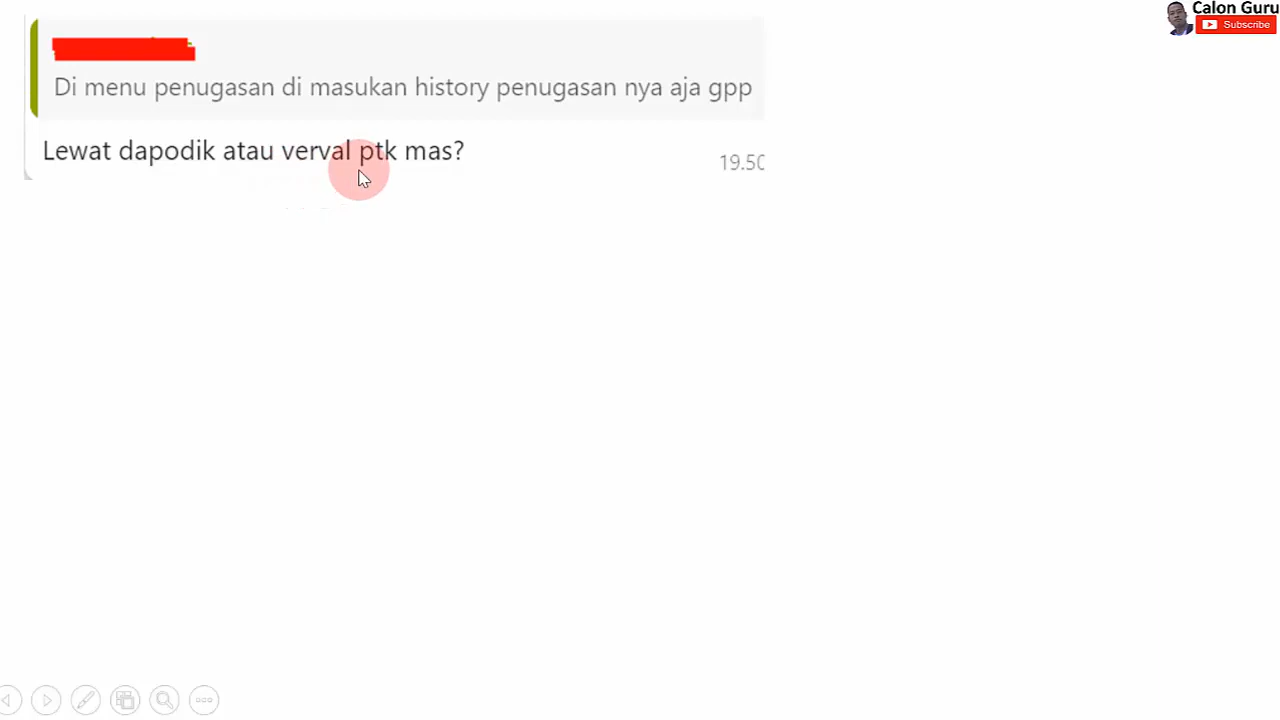 Calon Guru
Subscribe
Di menu penugasan di masukan history penugasan nya aja gpp
Lewat dapodik atau verval ptk mas?
19.50